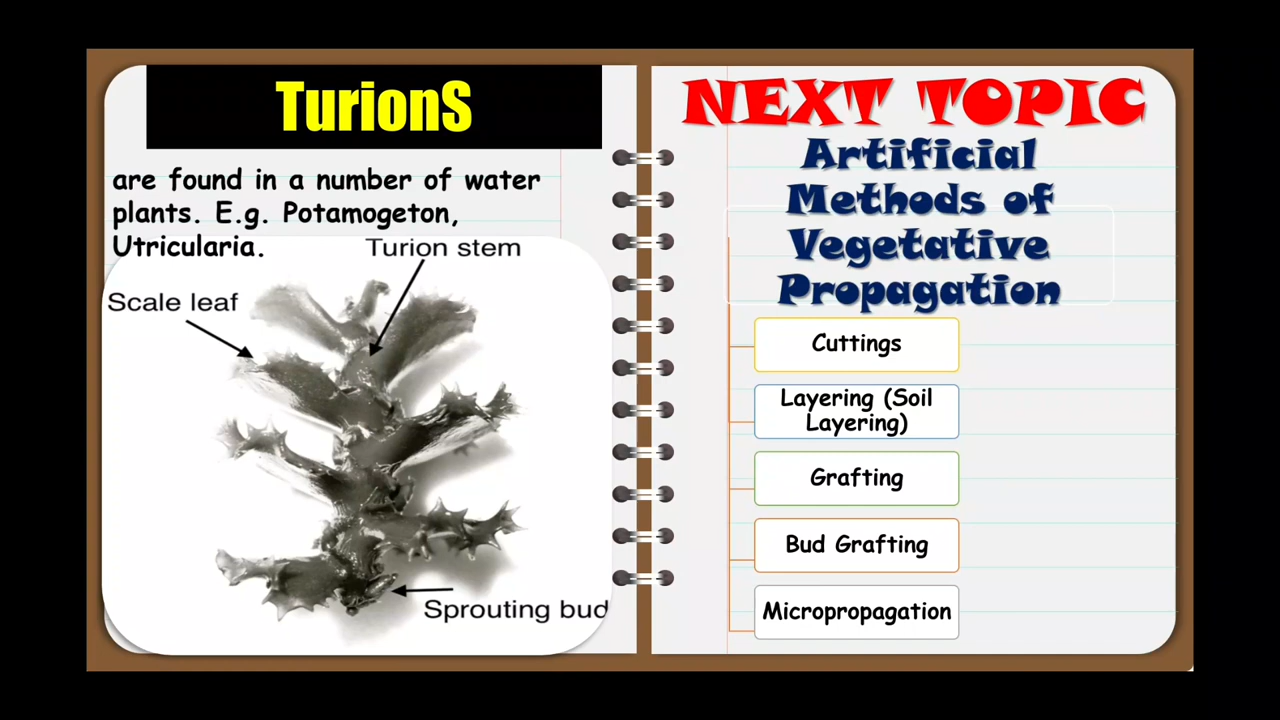 TurionS
are found in a number of water
plants. E.g. Potamogeton,
Utricularia.
Turion stem
Scale leaf
Sprouting bud
NEXT TOPIC
Artificial
Methods of
Vegetative
Propagation
Cuttings
Layering (Soil
Layering)
Grafting
Bud Grafting
Micropropagation